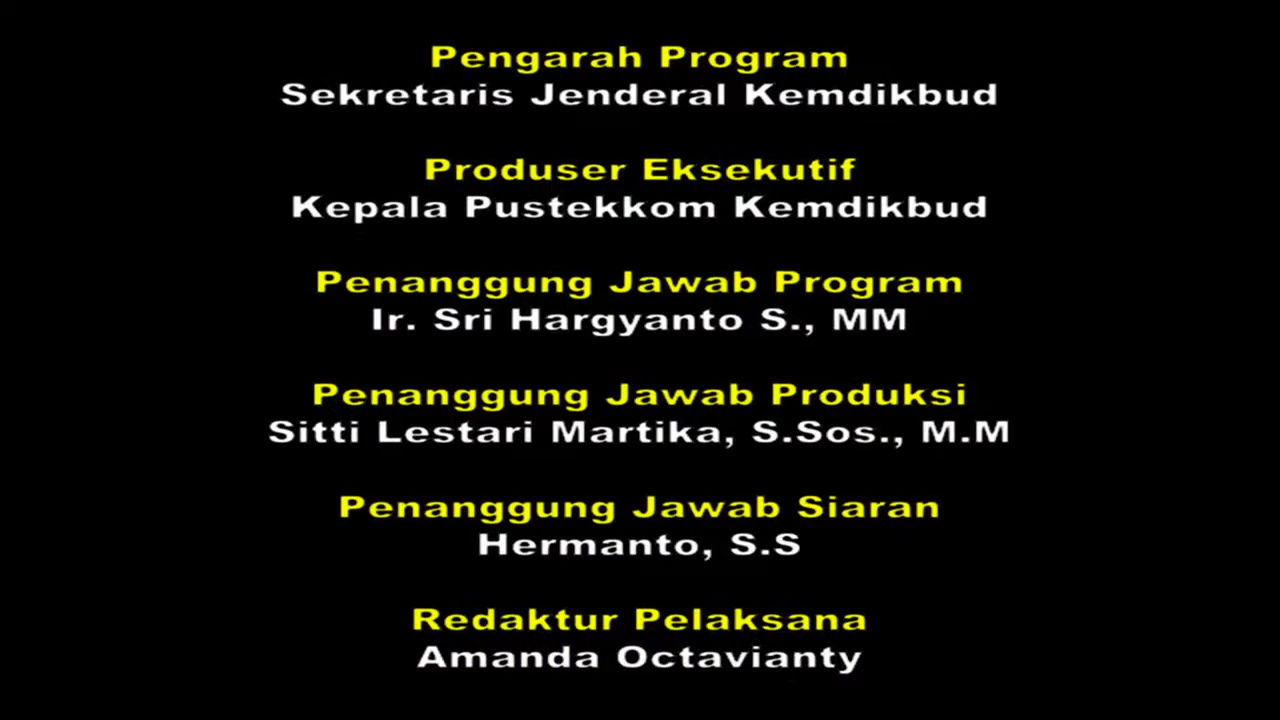 Pengarah Program
Sekretaris Jenderal Kemdikbud
Produser Eksekutif
Kepala Pustekkom Kemdikbud
Penanggung Jawab Program
Ir. Sri Hargyanto S., MM
Penanggung Jawab Produksi
Sitti Lestari Martika, S.Sos., M.M
Penanggung Jawab Siaran
Hermanto, S.S
Redaktur Pelaksana
Amanda Octavianty